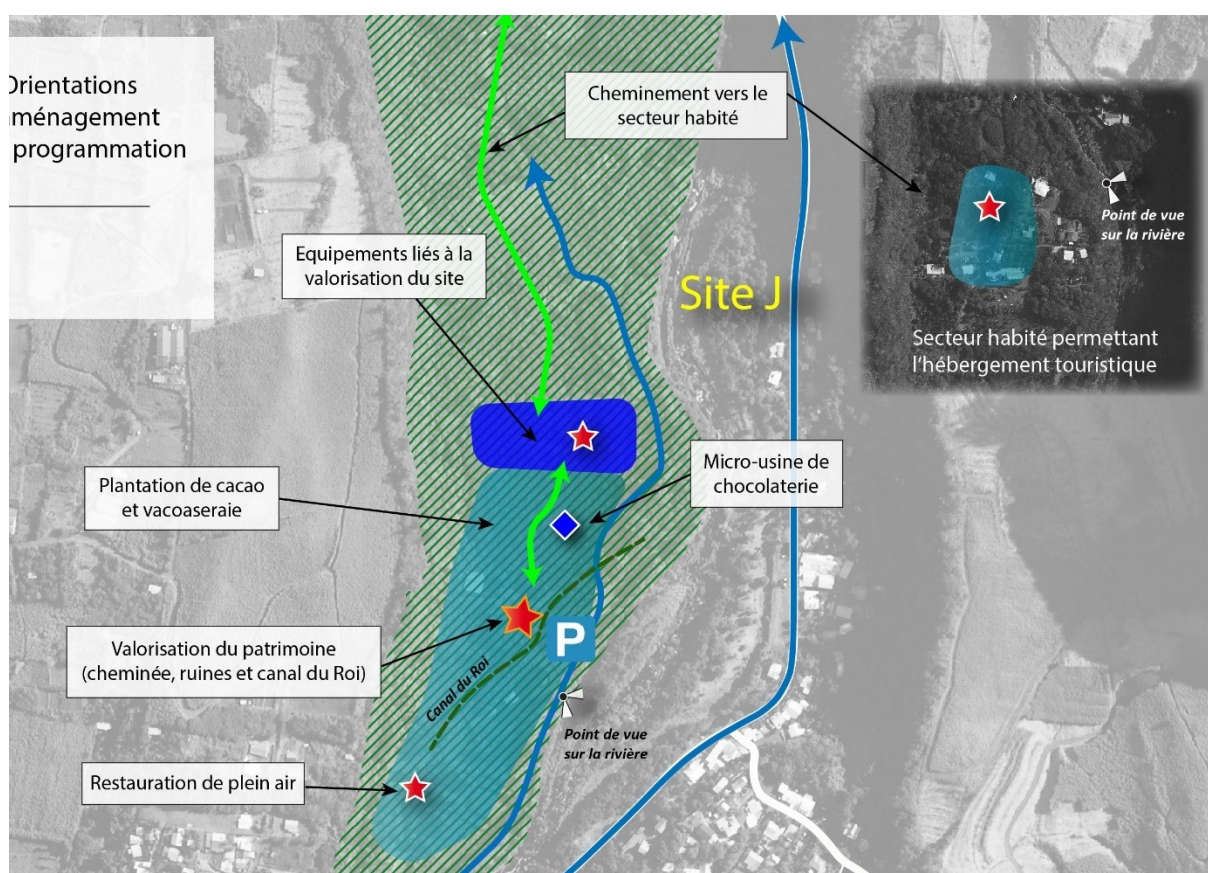 Orientations
aménagement
programmation
Cheminement vers le
secteur habité
Point de vue
sur la rivière
Equipements liés à la
valorisation du site
Site J
Secteur habité permettant
l'hébergement touristique
Plantation de cacao
et vacoaseraie
Micro-usine de
chocolaterie
Valorisation du patrimoine
(cheminée, ruines et canal du Roi)
P
Canal du Roi
Point de vue
sur la rivière
Restauration de plein air